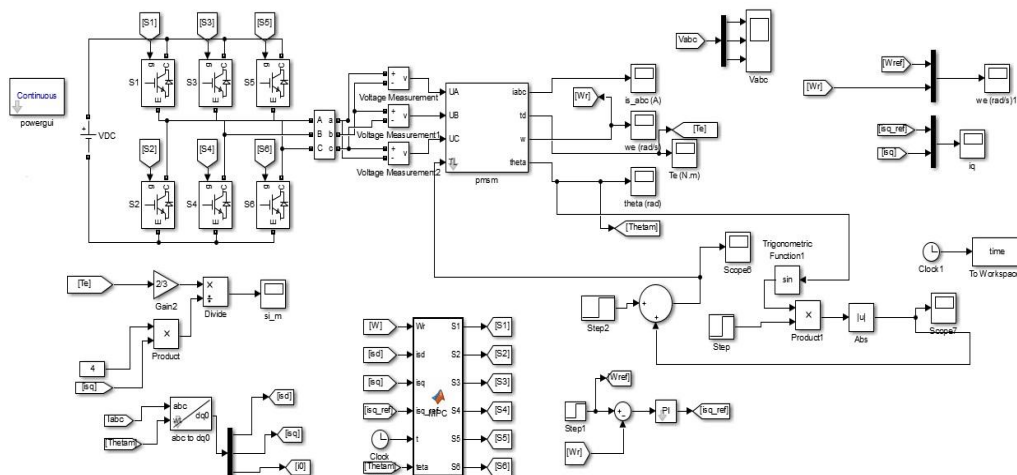 [S1]
[S3]
[S5]
g
C
S1
E
g
C
S3
E
g
C
S5
E
Continuous
powergui
VDC
[S2]
[S4]
[S6]
g
C
S2
E
g
C
S4
E
g
C
S6
E
A a
B b
C c
+ - v
Voltage Measurement
+ - v
Voltage Measurement1
+ - v
Voltage Measurement2
UA
UB
UC
TL
iabc
td
w
theta
pmsm
is_abc (A)
[Wr]
we (rad/s)
[Te]
Te (N.m)
theta (rad)
[Thetam]
Vabc
Vabc
[Wref]
[Wr]
we (rad/s)1
[isq_ref]
[isq]
iq
Scope6
Trigonometric
Function1
sin
Clock1
time
To Workspace
Step2
+
+
Step
×
Product1
|u|
Abs
Scope7
[Te]
2/3
Gain2
×
÷
Divide
si_m
4
[isq]
×
Product
Iabc
[Thetam]
abc
dq0
abc to dq0
[isd]
[isq]
[i0]
[W]
[isd]
[isq]
[isq_ref]
Clock
[Thetam]
Wr
isd
isq
isq_ref
t
teta
MPC
S1
S2
S3
S4
S5
S6
[S1]
[S2]
[S3]
[S4]
[S5]
[S6]
Wref]
Step1
[Wr]
+
-
PI
[isq_ref]